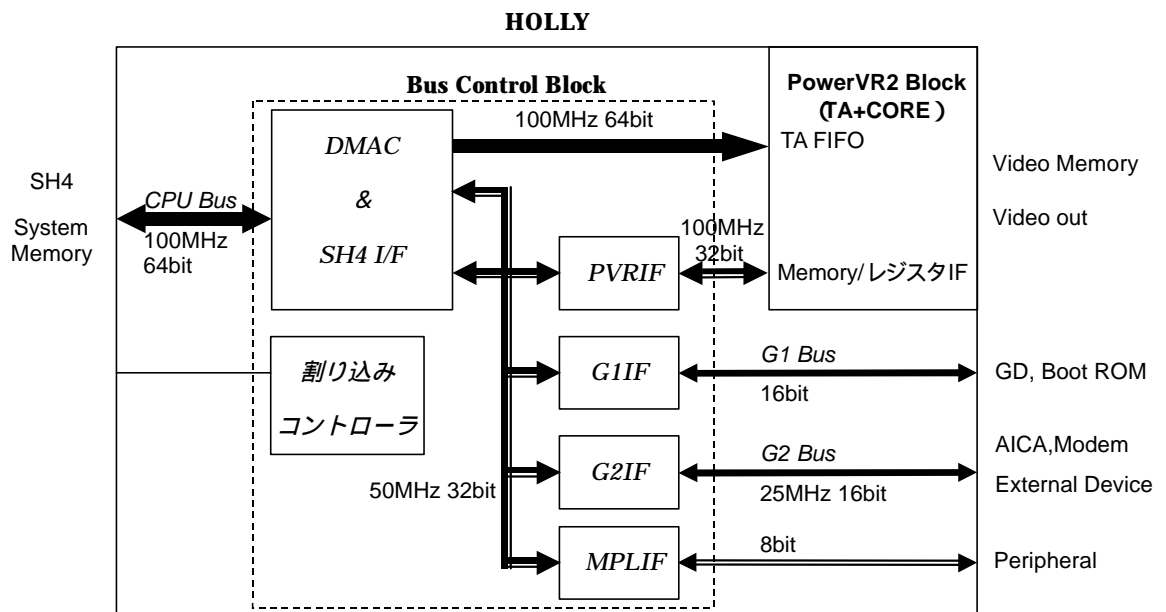 HOLLY
Bus Control Block
PowerVR2 Block
(TA+CORE)
TA FIFO
100MHz 64bit
DMAC
&
SH4 I/F
SH4
System
Memory
CPU Bus
100MHz
64bit
Video Memory
Video out
100MHz
32bit
PVRIF
Memory/レジスタIF
割り込み
コントローラ
G1IF
G1 Bus
16bit
GD, Boot ROM
G2IF
G2 Bus
25MHz 16bit
AICA,Modem
External Device
50MHz 32bit
MPLIF
8bit
Peripheral